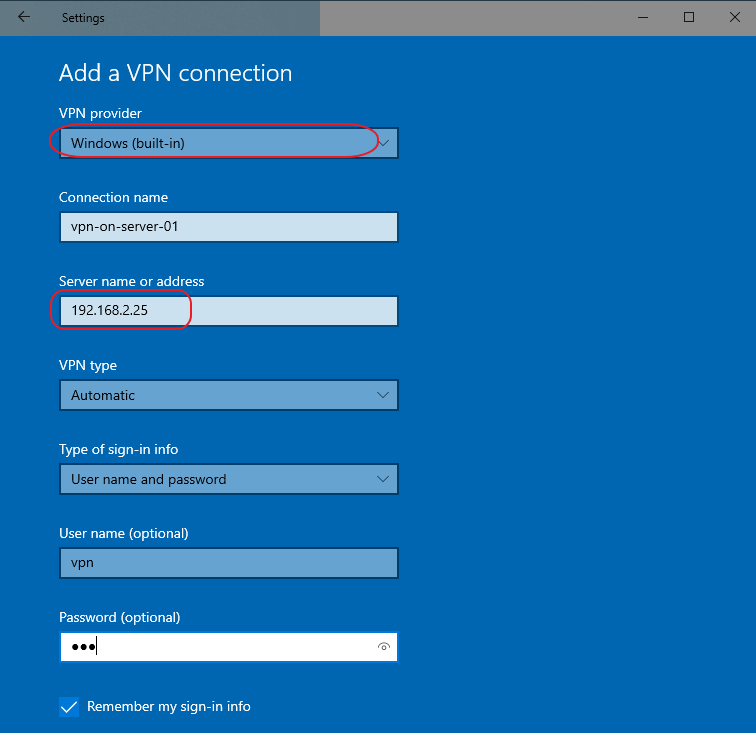 Settings
Add a VPN connection
VPN provider
Windows (built-in)
Connection name
vpn-on-server-01
Server name or address
192.168.2.25
VPN type
Automatic
Type of sign-in info
User name and password
User name (optional)
vpn
Password (optional)
●●●
Remember my sign-in info